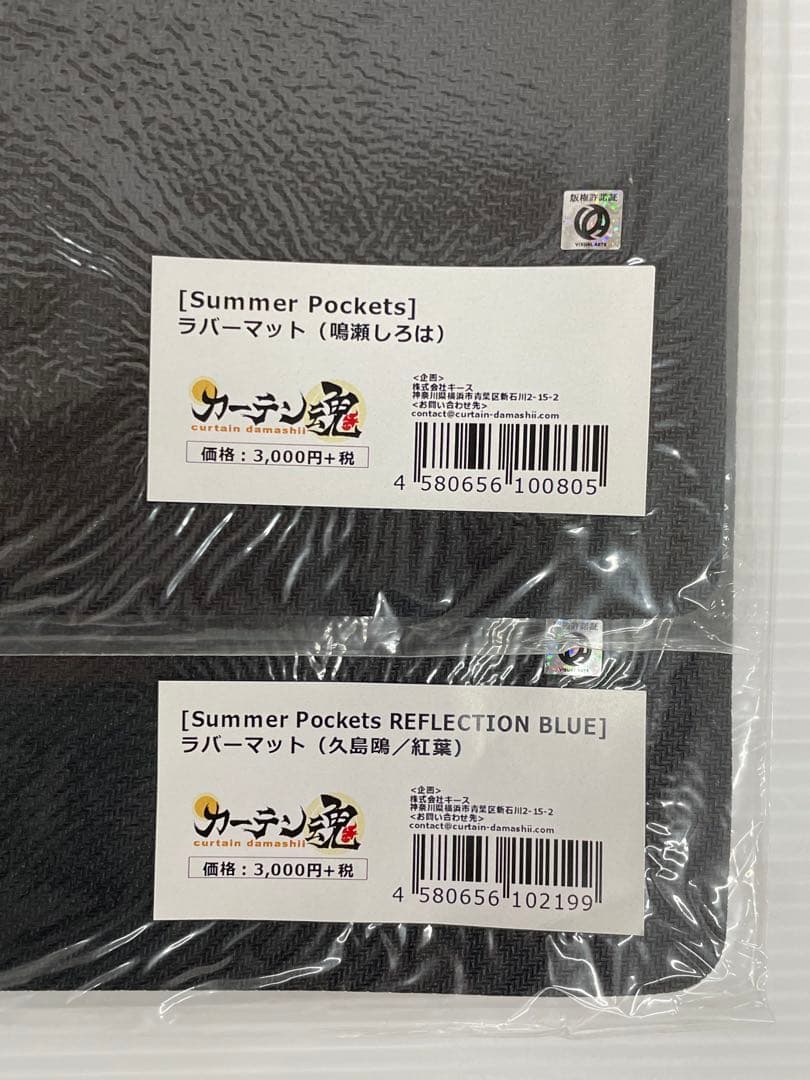 版権許諾証
VISUAL ARTS
[Summer Pockets]
ラバーマット（鳴瀬しろは）
カーテン魂
curtain damashii
価格：3,000円+税
<企画>
株式会社キース
神奈川県横浜市青葉区新石川2-15-2
<お問い合わせ先>
contact@curtain-damashii.com
4 580656 100805
許諾証
VISUAL ARTS
[Summer Pockets REFLECTION BLUE]
ラバーマット（久島鴎／紅葉）
カーテン魂
curtain damashii
価格：3,000円+税
<企画>
株式会社キース
神奈川県横浜市青葉区新石川2-15-2
<お問い合わせ先>
contact@curtain-damashii.com
4 580656 102199